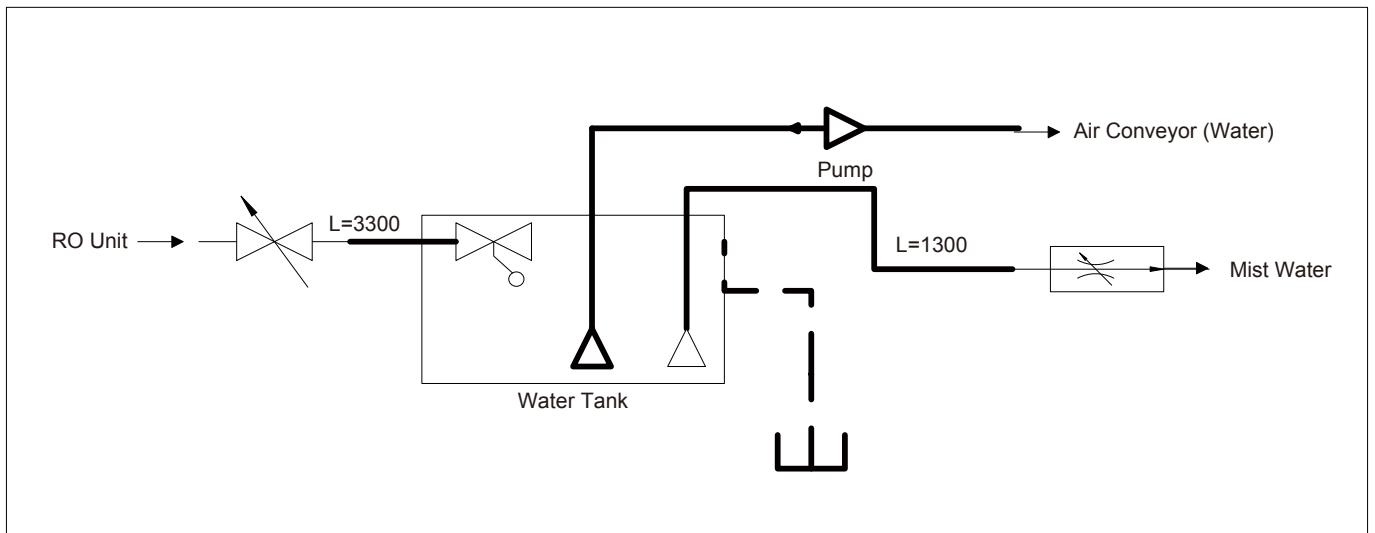 Air Conveyor (Water)
Pump
RO Unit
L=3300
L=1300
Mist Water
Water Tank